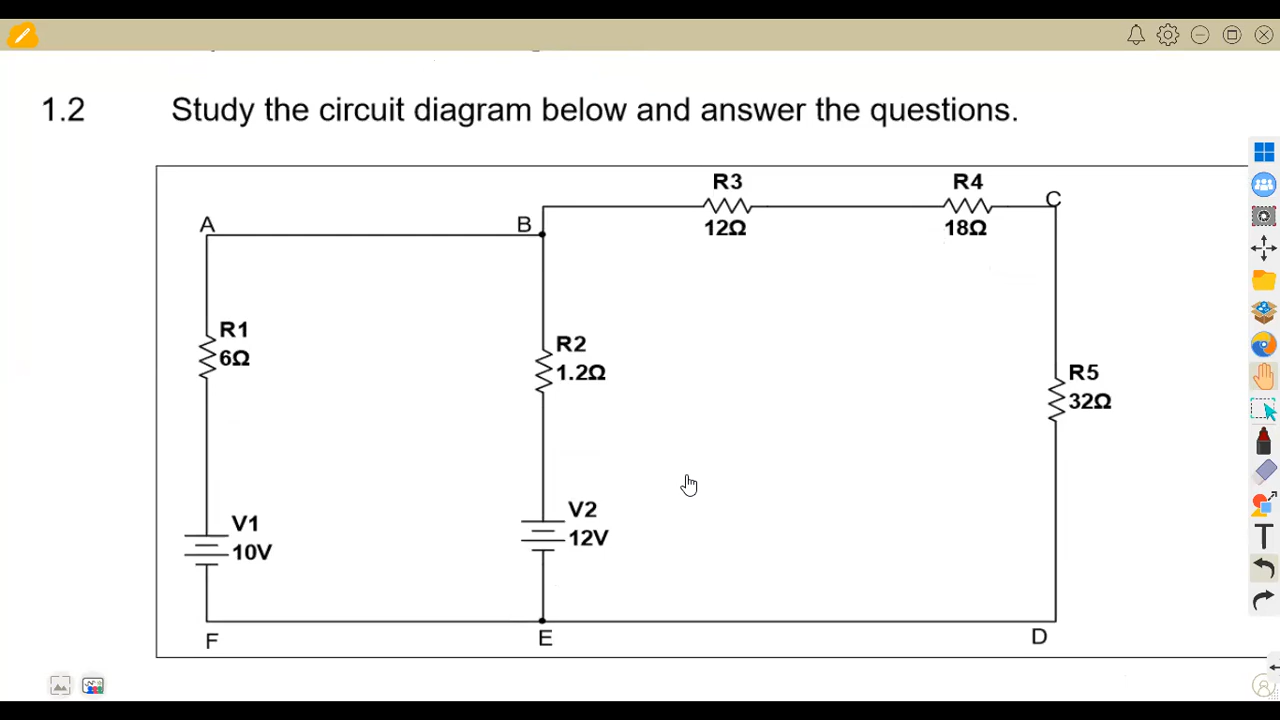 1.2 Study the circuit diagram below and answer the questions.
R3
R4
C
A
B
12Ω
18Ω
R1
6Ω
R2
1.2Ω
R5
32Ω
V1
10V
V2
12V
F
E
D
T